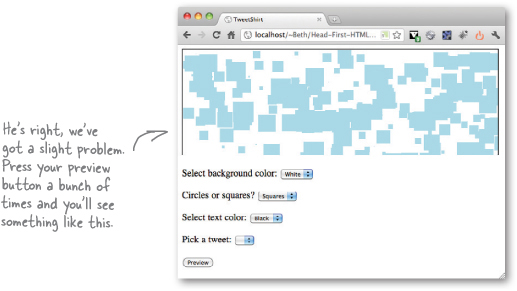 TweetShirt
localhost/~Beth/Head-First-HTML...
He's right, we've
got a slight problem.
Press your preview
button a bunch of
times and you'll see
something like this.
Select background color: White
Circles or squares? Squares
Select text color: Black
Pick a tweet:
Preview